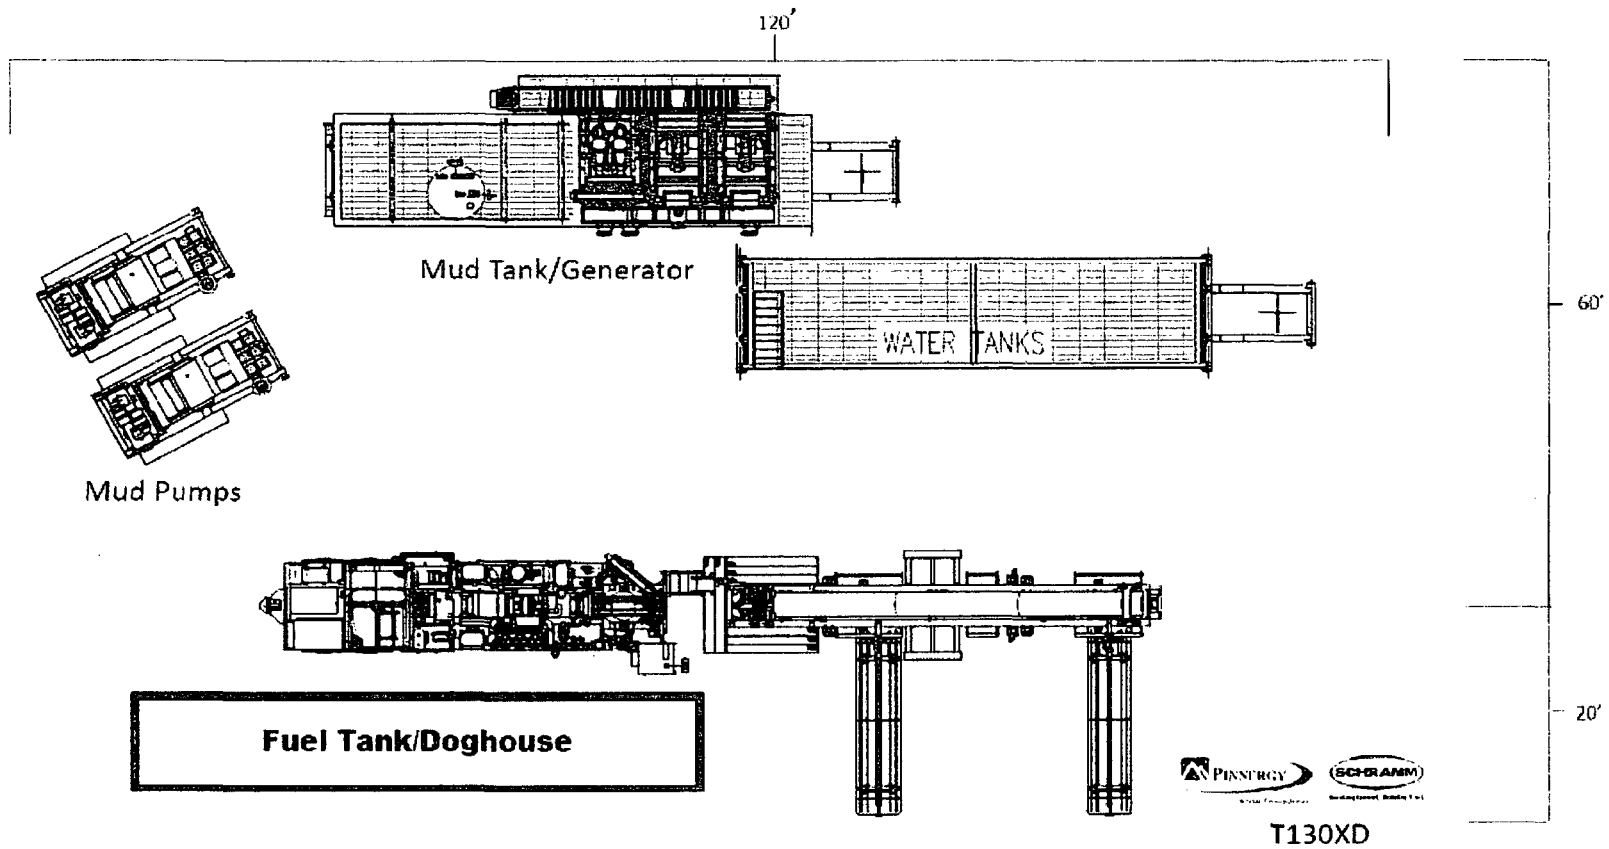 120'
Mud Tank/Generator
60'
WATER TANKS
Mud Pumps
Fuel Tank/Doghouse
20'
PINNERGY
SCHRAMM
T130XD